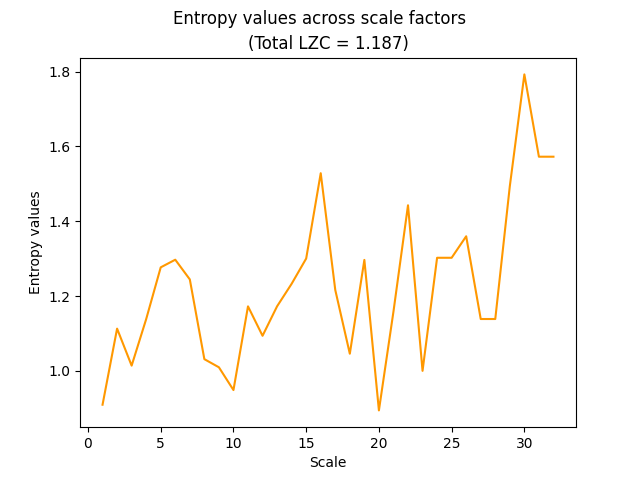 Entropy values across scale factors
(Total LZC = 1.187)
1.8
1.6
1.4
1.2
1.0
Entropy values
0 5 10 15 20 25 30
Scale